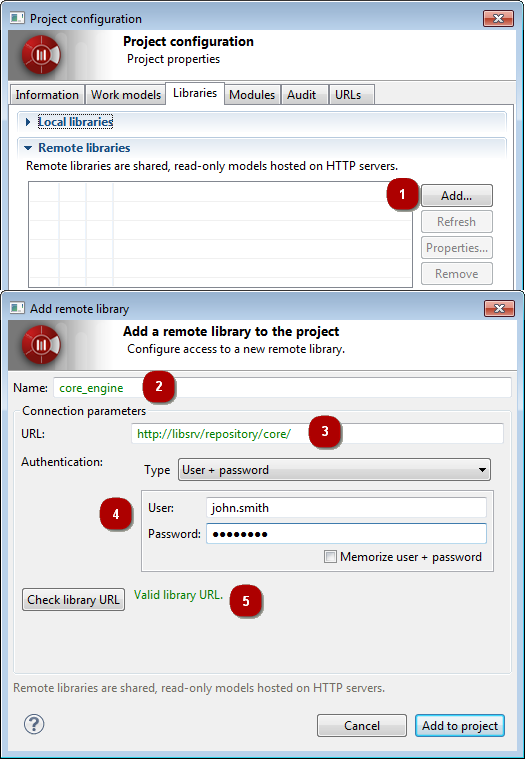 Project configuration
Project configuration
Project properties
Information Work models Libraries Modules Audit URLs
Local libraries
Remote libraries
Remote libraries are shared, read-only models hosted on HTTP servers.
1 Add...
Refresh
Properties...
Remove
Add remote library
Add a remote library to the project
Configure access to a new remote library.
Name: core_engine 2
Connection parameters
URL: http://libsrv/repository/core/ 3
Authentication: Type User + password
4 User: john.smith
Password: ●●●●●●●●
Memorize user + password
Check library URL Valid library URL. 5
Remote libraries are shared, read-only models hosted on HTTP servers.
? Cancel Add to project